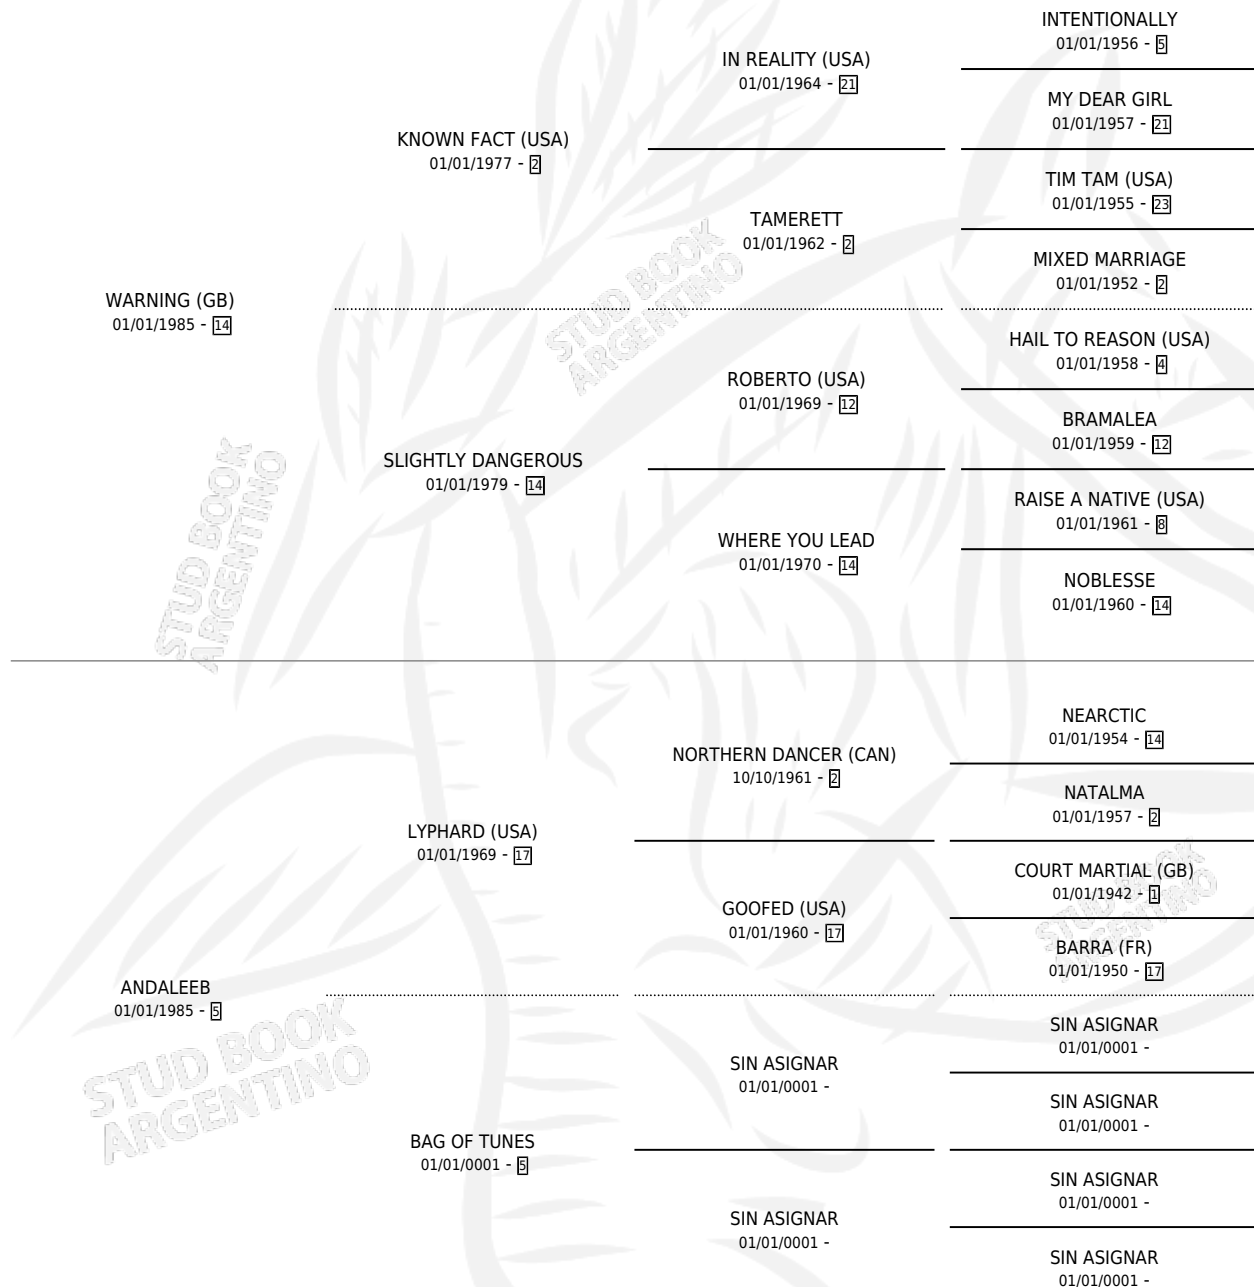 INTENTIONALLY
01/01/1956 - 5
IN REALITY (USA)
01/01/1964 - 21
MY DEAR GIRL
01/01/1957 - 21
KNOWN FACT (USA)
01/01/1977 - 2
TIM TAM (USA)
01/01/1955 - 23
TAMERETT
01/01/1962 - 2
MIXED MARRIAGE
01/01/1952 - 2
WARNING (GB)
01/01/1985 - 14
STUD BOOK
ARGENTINO
HAIL TO REASON (USA)
01/01/1958 - 4
ROBERTO (USA)
01/01/1969 - 12
BRAMALEA
01/01/1959 - 12
SLIGHTLY DANGEROUS
01/01/1979 - 14
RAISE A NATIVE (USA)
01/01/1961 - 8
WHERE YOU LEAD
01/01/1970 - 14
NOBLESSE
01/01/1960 - 14
STUD BOOK
ARGENTINO
NEARCTIC
01/01/1954 - 14
NORTHERN DANCER (CAN)
10/10/1961 - 2
NATALMA
01/01/1957 - 2
LYPHARD (USA)
01/01/1969 - 17
COURT MARTIAL (GB)
01/01/1942 - 1
GOOFED (USA)
01/01/1960 - 17
STUD BOOK
ARGENTINO
BARRA (FR)
01/01/1950 - 17
ANDALEEB
01/01/1985 - 5
STUD BOOK
ARGENTINO
SIN ASIGNAR
01/01/0001 -
SIN ASIGNAR
01/01/0001 -
SIN ASIGNAR
01/01/0001 -
BAG OF TUNES
01/01/0001 - 5
SIN ASIGNAR
01/01/0001 -
SIN ASIGNAR
01/01/0001 -
SIN ASIGNAR
01/01/0001 -